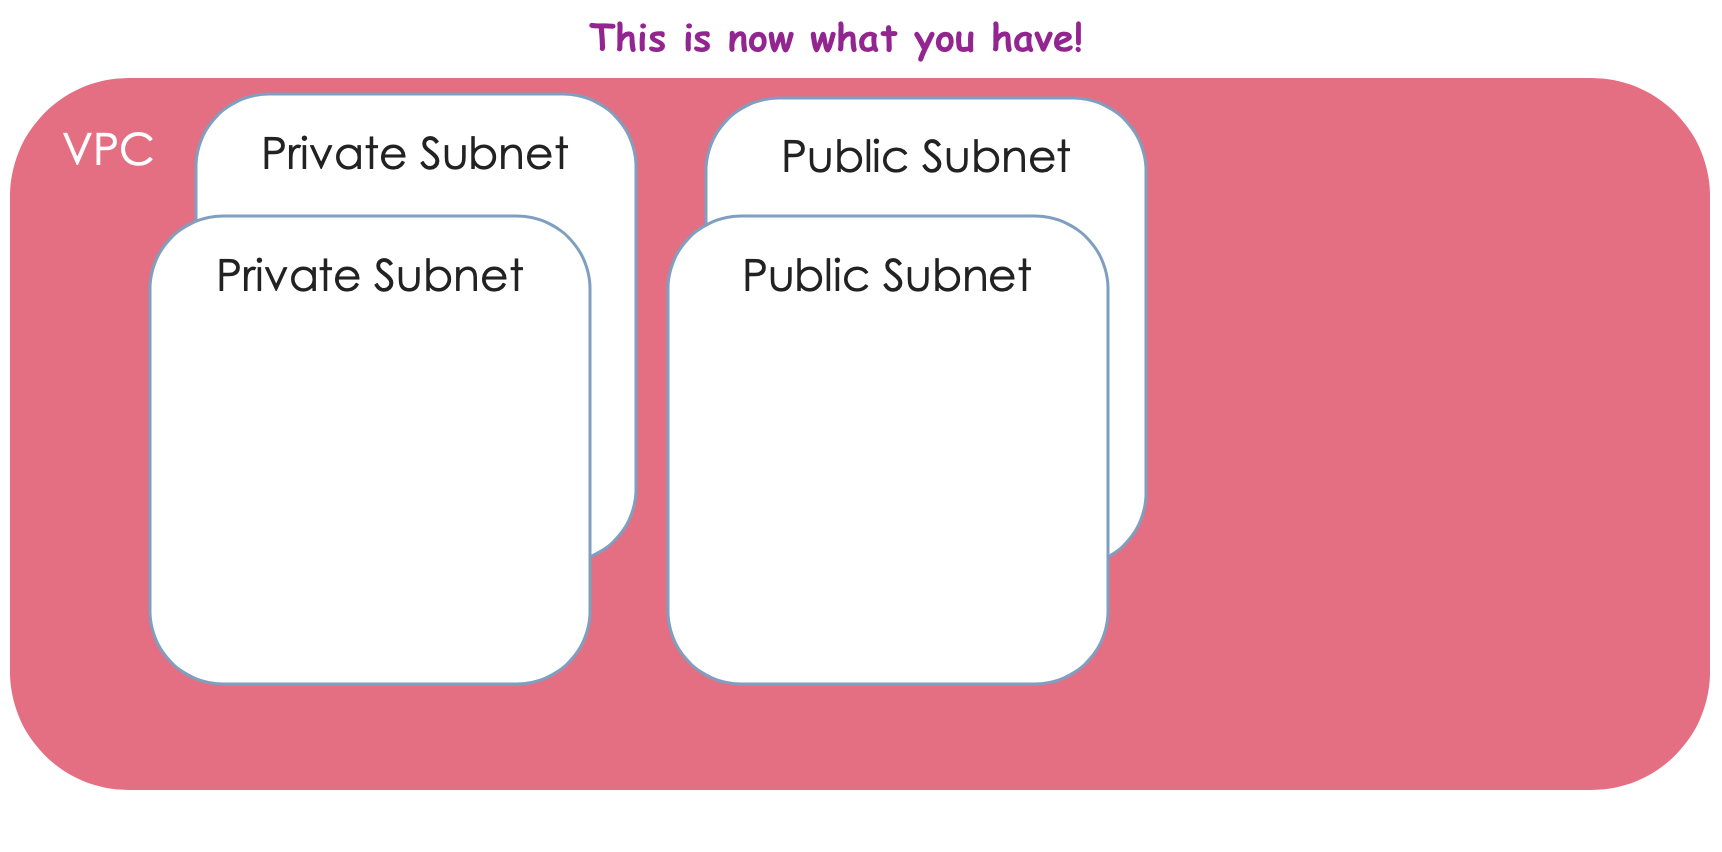 This is now what you have!
VPC
Private Subnet
Public Subnet
Private Subnet
Public Subnet